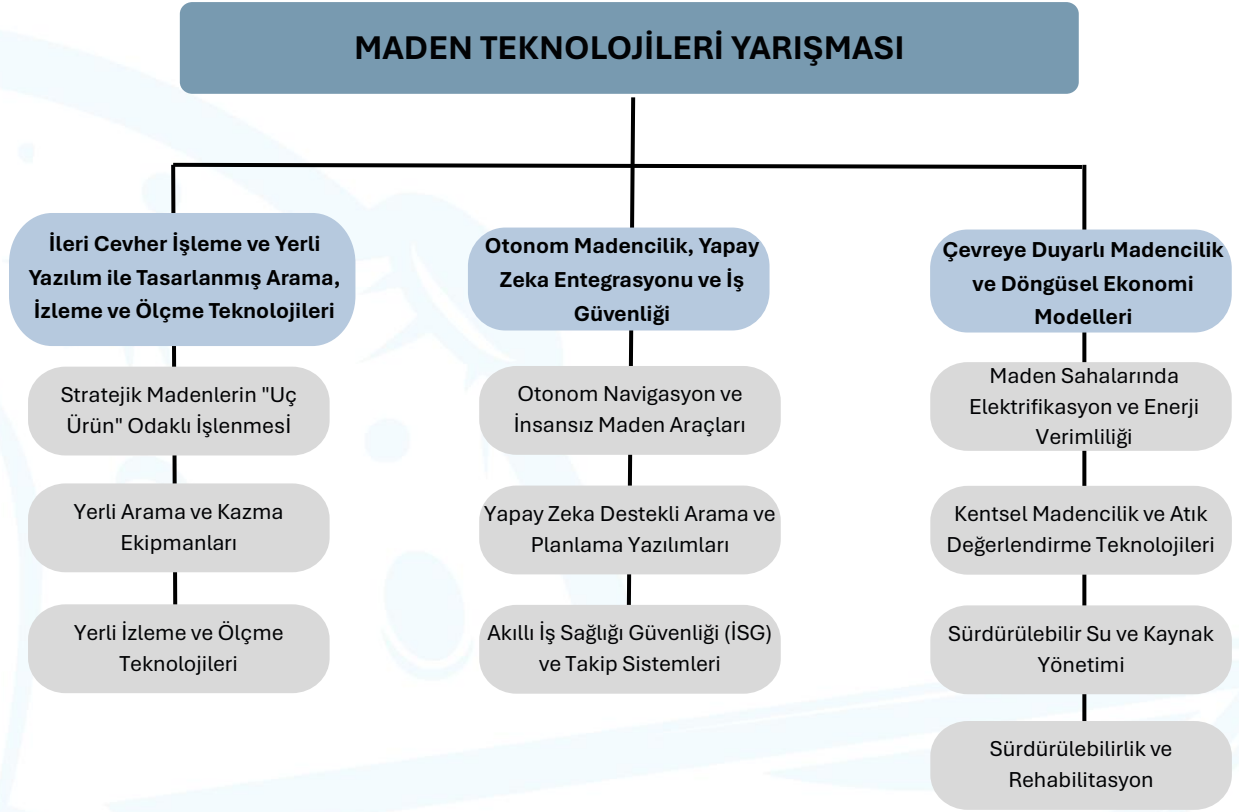 MADEN TEKNOLOJİLERİ YARIŞMASI
İleri Cevher İşleme ve Yerli
Yazılım ile Tasarlanmış Arama,
İzleme ve Ölçme Teknolojileri
Stratejik Madenlerin "Uç
Ürün" Odaklı İşlenmesİ
Yerli Arama ve Kazma
Ekipmanları
Yerli İzleme ve Ölçme
Teknolojileri
Otonom Madencilik, Yapay
Zeka Entegrasyonu ve İş
Güvenliği
Otonom Navigasyon ve
İnsansız Maden Araçları
Yapay Zeka Destekli Arama ve
Planlama Yazılımları
Akıllı İş Sağlığı Güvenliği (İSG)
ve Takip Sistemleri
Çevreye Duyarlı Madencilik
ve Döngüsel Ekonomi
Modelleri
Maden Sahalarında
Elektrifikasyon ve Enerji
Verimliliği
Kentsel Madencilik ve Atık
Değerlendirme Teknolojileri
Sürdürülebilir Su ve Kaynak
Yönetimi
Sürdürülebilirlik ve
Rehabilitasyon